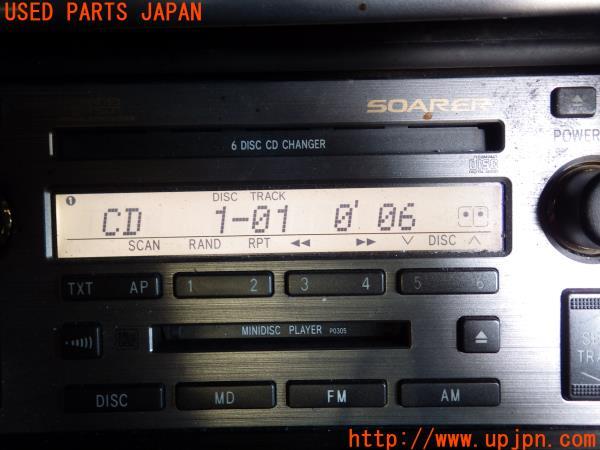 USED PARTS JAPAN
SOARER
POWER
6 DISC CD CHANGER
DISC TRACK
CD 1-01 0'06
SCAN RAND RPT ◀◀ ▶▶ ∨ DISC ∧
TXT AP 1 2 3 4 5 6
MINIDISC PLAYER P0305
DISC MD FM AM
http://www.upjpn.com